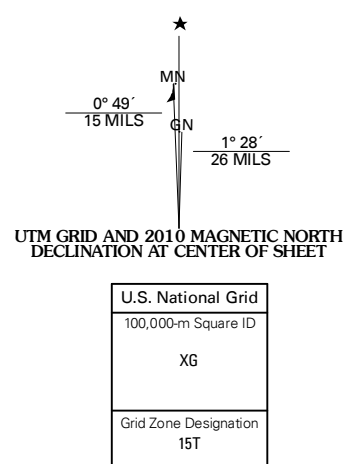 MN
0° 49´
15 MILS
GN
1° 28´
26 MILS
UTM GRID AND 2010 MAGNETIC NORTH
DECLINATION AT CENTER OF SHEET
U.S. National Grid
100,000-m Square ID
XG
Grid Zone Designation
15T